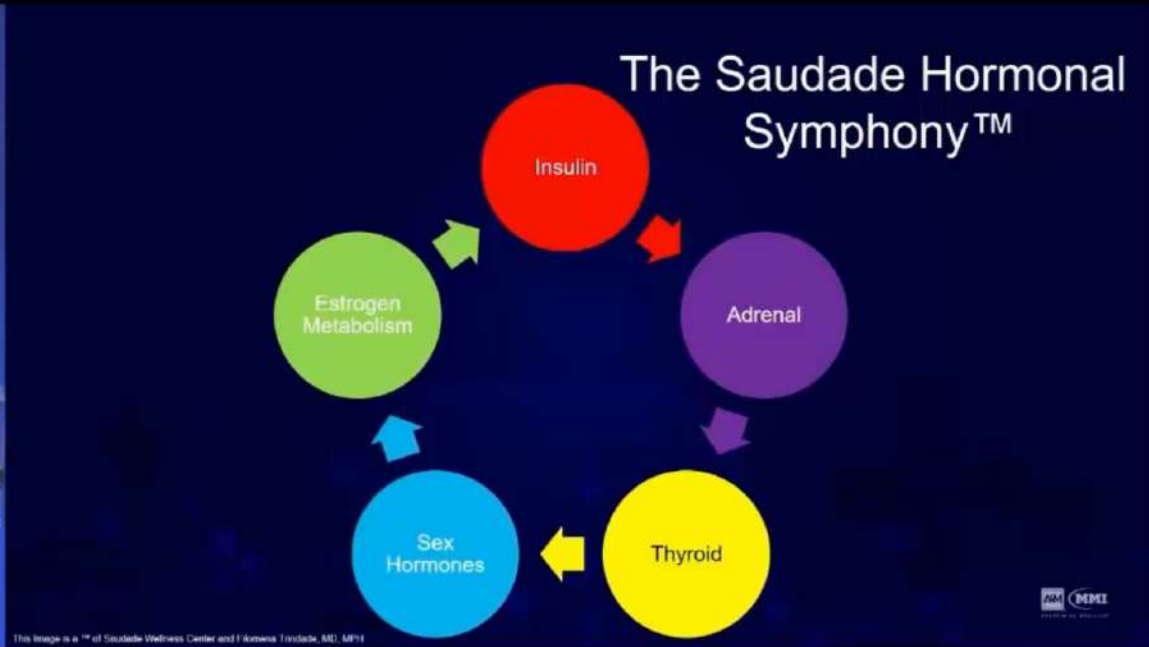 The Saudade Hormonal
Symphony™
Insulin
Adrenal
Thyroid
Sex
Hormones
Estrogen
Metabolism
MMI
This Image is a ™ of Saudade Wellness Center and Filomena Trindade, MD, MPH